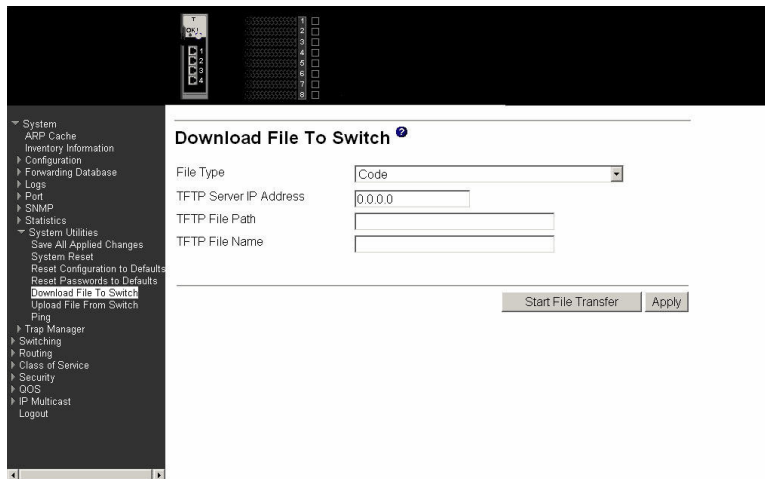 T
OK!
1
2
3
4
1
2
3
4
5
6
7
8
System
ARP Cache
Inventory Information
Configuration
Forwarding Database
Logs
Port
SNMP
Statistics
System Utilities
Save All Applied Changes
System Reset
Reset Configuration to Defaults
Reset Passwords to Defaults
Download File To Switch
Upload File From Switch
Ping
Trap Manager
Switching
Routing
Class of Service
Security
QOS
IP Multicast
Logout
Download File To Switch ?
File Type
Code
TFTP Server IP Address
0.0.0.0
TFTP File Path
TFTP File Name
Start File Transfer
Apply